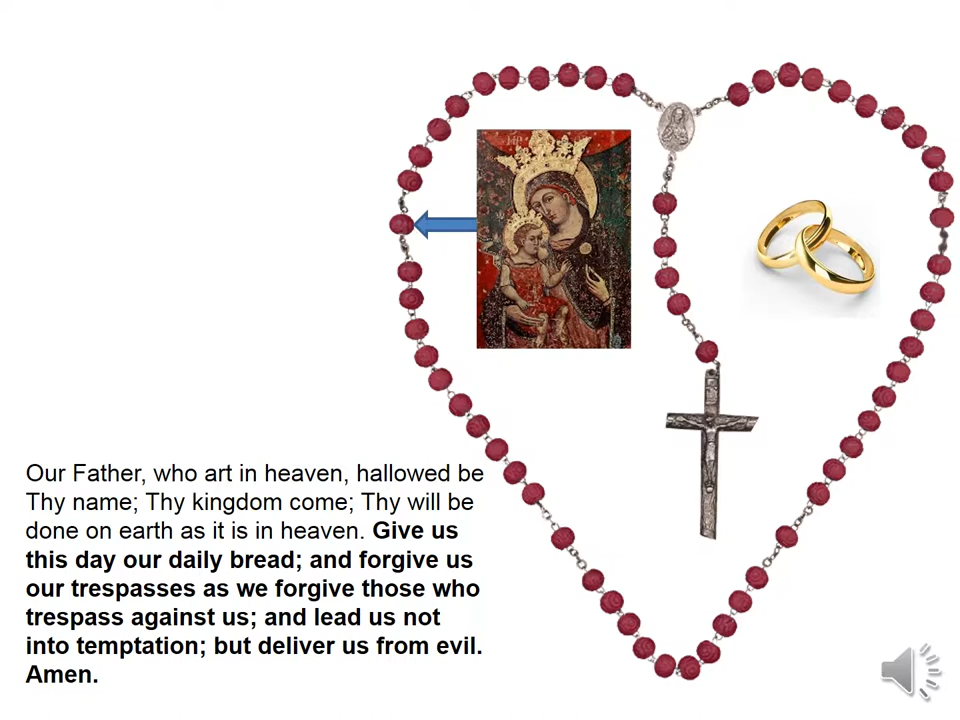 Our Father, who art in heaven, hallowed be
Thy name; Thy kingdom come; Thy will be
done on earth as it is in heaven. Give us
this day our daily bread; and forgive us
our trespasses as we forgive those who
trespass against us; and lead us not
into temptation; but deliver us from evil.
Amen.